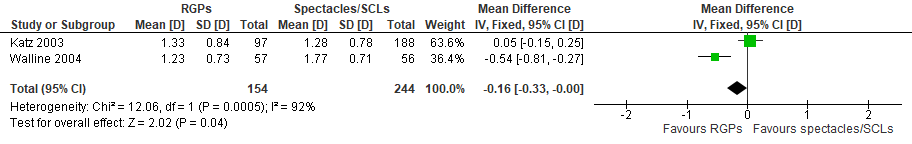 RGPs Spectacles/SCLs Mean Difference Mean Difference
Study or Subgroup Mean [D] SD [D] Total Mean [D] SD [D] Total Weight IV, Fixed, 95% CI [D] IV, Fixed, 95% CI [D]
Katz 2003 1.33 0.84 97 1.28 0.78 188 63.6% 0.05 [-0.15, 0.25]
Walline 2004 1.23 0.73 57 1.77 0.71 56 36.4% -0.54 [-0.81, -0.27]
Total (95% CI) 154 244 100.0% -0.16 [-0.33, -0.00]
Heterogeneity: Chi² = 12.06, df = 1 (P = 0.0005); I² = 92%
Test for overall effect: Z = 2.02 (P = 0.04)
-2 -1 0 1 2
Favours RGPs Favours spectacles/SCLs